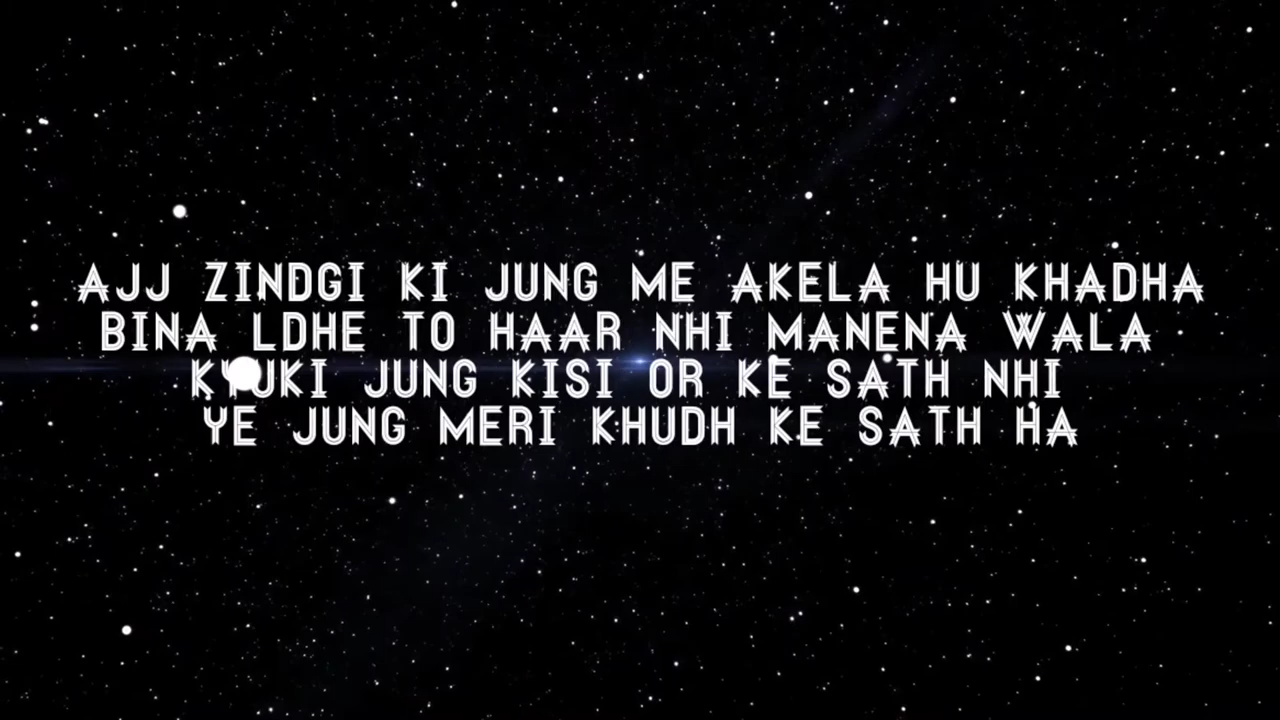 AJJ ZINDGI KI JUNG ME AKELA HU KHADHA
BINA LDHE TO HAAR NHI MANENA WALA
KYUKI JUNG KISI OR KE SATH NHI
YE JUNG MERI KHUDH KE SATH HA